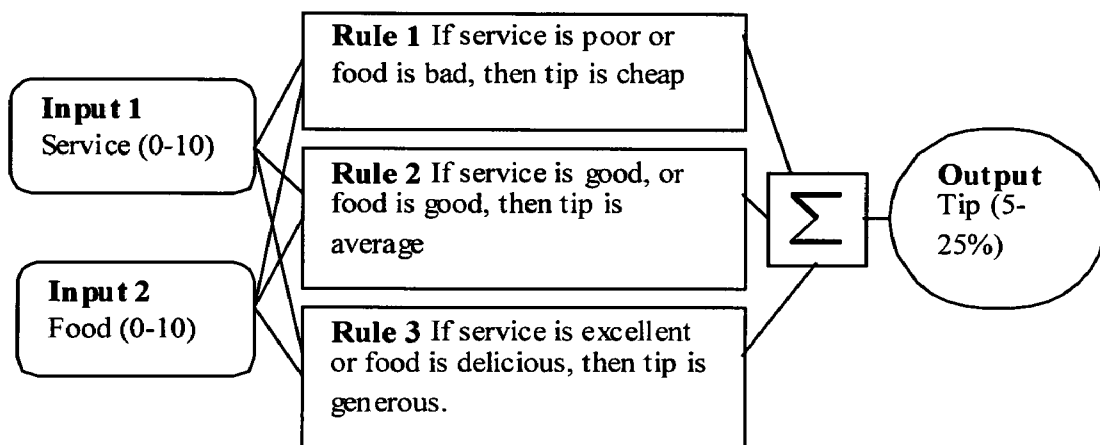 Input 1
Service (0-10)
Input 2
Food (0-10)
Rule 1 If service is poor or
food is bad, then tip is cheap
Rule 2 If service is good, or
food is good, then tip is
average
Rule 3 If service is excellent
or food is delicious, then tip is
generous.
∑
Output
Tip (5-
25%)